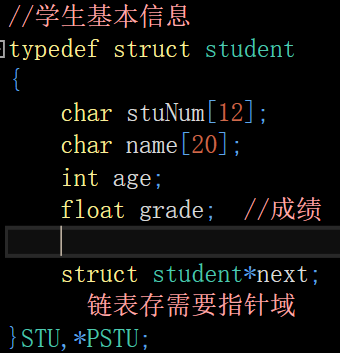 //学生基本信息
typedef struct student
{
char stuNum[12];
char name[20];
int age;
float grade; //成绩
struct student*next;
链表存需要指针域
}STU,*PSTU;